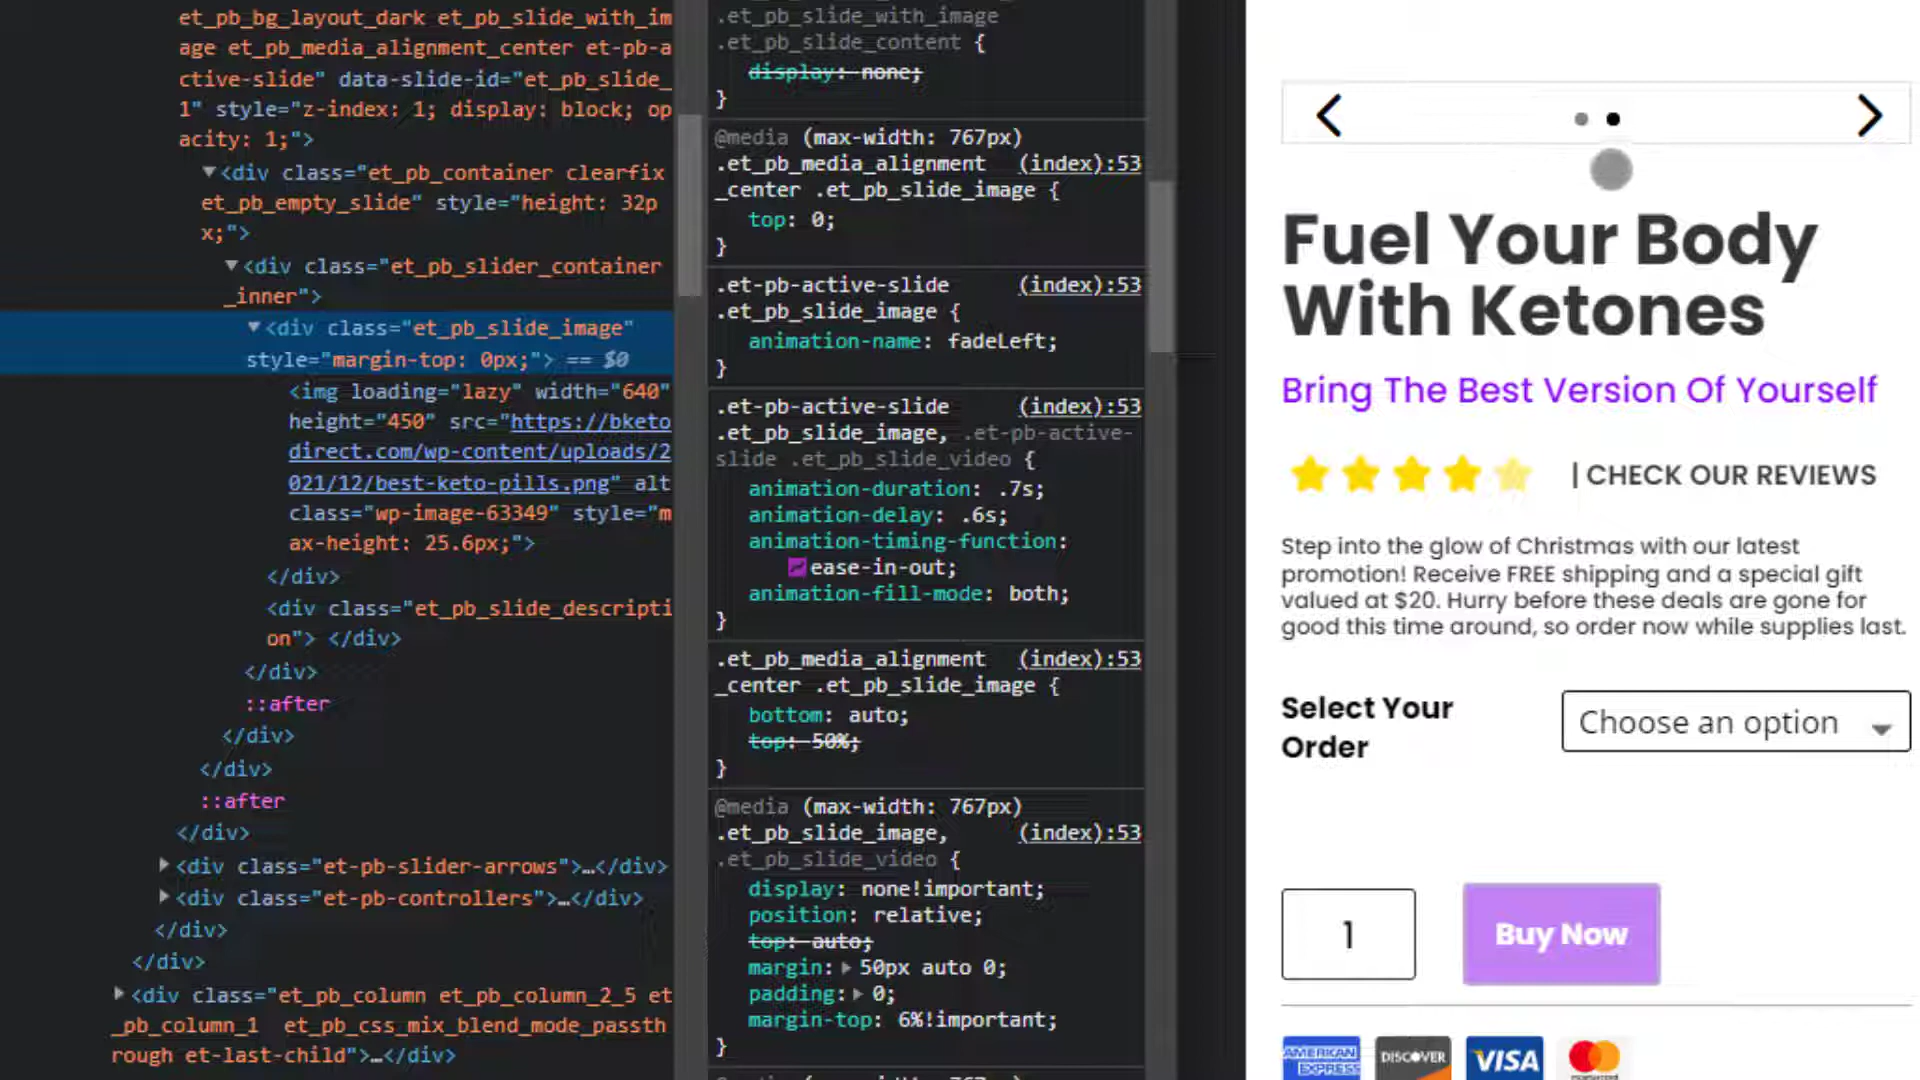 et_pb_bg_layout_dark et_pb_slide_with_im
age et_pb_media_alignment_center et-pb-a
ctive-slide" data-slide-id="et_pb_slide_
1" style="z-index: 1; display: block; op
acity: 1;">
▼<div class="et_pb_container clearfix
et_pb_empty_slide" style="height: 32p
x;">
▼<div class="et_pb_slider_container
_inner">
▼<div class="et_pb_slide_image"
style="margin-top: 0px;"> == $0
<img loading="lazy" width="640"
height="450" src="https://bketo
direct.com/wp-content/uploads/2
021/12/best-keto-pills.png" alt
class="wp-image-63349" style="m
ax-height: 25.6px;">
</div>
<div class="et_pb_slide_descripti
on"> </div>
</div>
::after
</div>
</div>
::after
</div>
▶<div class="et-pb-slider-arrows">…</div>
▶<div class="et-pb-controllers">…</div>
</div>
</div>
▶<div class="et_pb_column et_pb_column_2_5 et
_pb_column_1  et_pb_css_mix_blend_mode_passth
rough et-last-child">…</div>
.et_pb_slide_with_image
.et_pb_slide_content {
display: none;
}
@media (max-width: 767px)
.et_pb_media_alignment (index):53
_center .et_pb_slide_image {
top: 0;
}
.et-pb-active-slide (index):53
.et_pb_slide_image {
animation-name: fadeLeft;
}
.et-pb-active-slide (index):53
.et_pb_slide_image, .et-pb-active-
slide .et_pb_slide_video {
animation-duration: .7s;
animation-delay: .6s;
animation-timing-function:
ease-in-out;
animation-fill-mode: both;
}
.et_pb_media_alignment (index):53
_center .et_pb_slide_image {
bottom: auto;
top: 50%;
}
@media (max-width: 767px)
.et_pb_slide_image, (index):53
.et_pb_slide_video {
display: none!important;
position: relative;
top: auto;
margin: ▶ 50px auto 0;
padding: ▶ 0;
margin-top: 6%!important;
}
Fuel Your Body
With Ketones
Bring The Best Version Of Yourself
| CHECK OUR REVIEWS
Step into the glow of Christmas with our latest
promotion! Receive FREE shipping and a special gift
valued at $20. Hurry before these deals are gone for
good this time around, so order now while supplies last.
Select Your
Order
Choose an option
1
Buy Now
AMERICAN
EXPRESS
DISCOVER
VISA